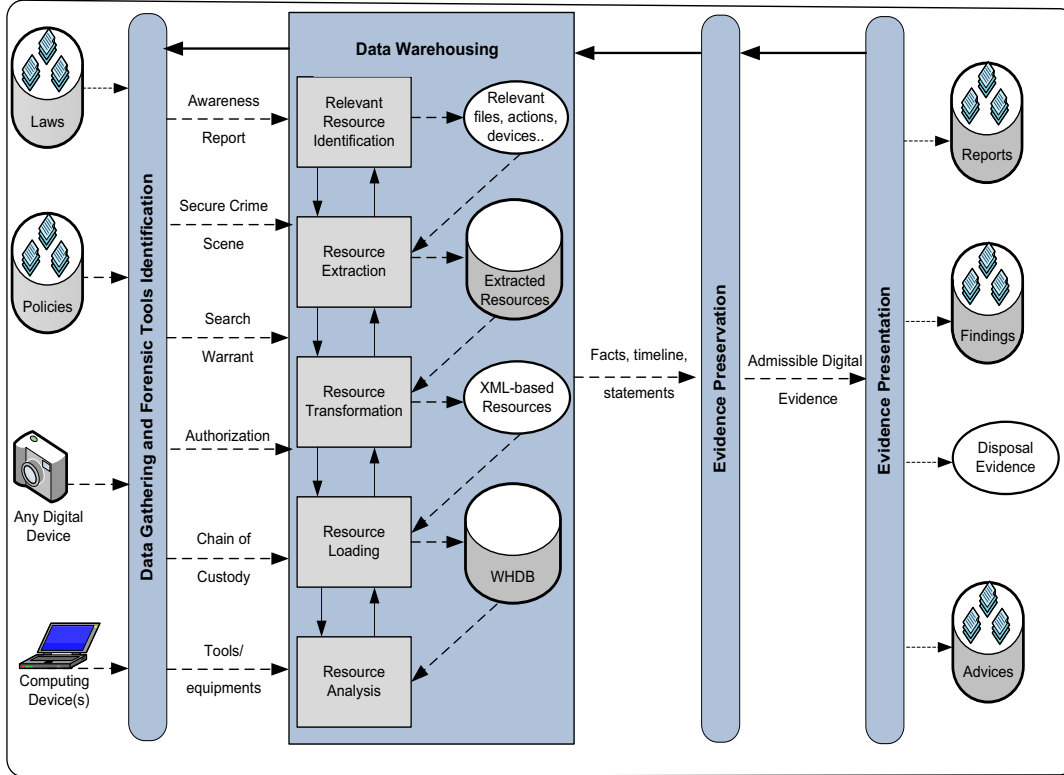 Laws
Policies
Any Digital
Device
Computing
Device(s)
Data Gathering and Forensic Tools Identification
Awareness
Report
Secure Crime
Scene
Search
Warrant
Authorization
Chain of
Custody
Tools/
equipments
Data Warehousing
Relevant
Resource
Identification
Relevant
files, actions,
devices..
Resource
Extraction
Extracted
Resources
Resource
Transformation
XML-based
Resources
Resource
Loading
WHDB
Resource
Analysis
Facts, timeline,
statements
Evidence Preservation
Admissible Digital
Evidence
Evidence Presentation
Reports
Findings
Disposal
Evidence
Advices